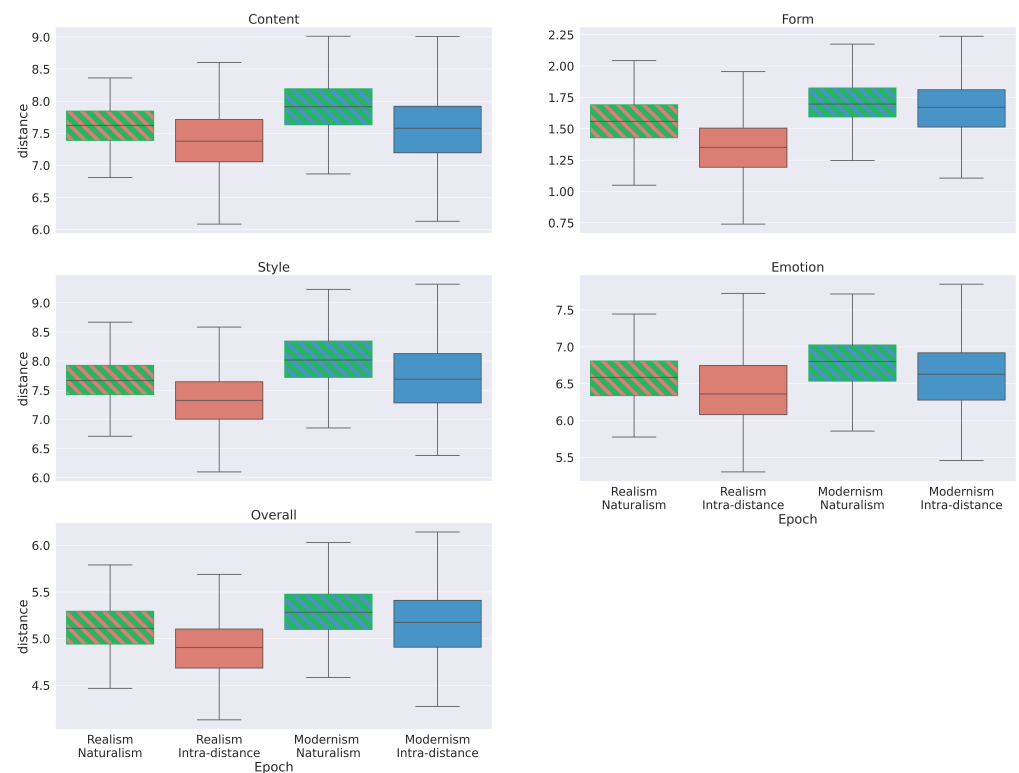 Content
9.0
8.5
8.0
7.5
7.0
6.5
6.0
distance
Form
2.25
2.00
1.75
1.50
1.25
1.00
0.75
Style
9.0
8.5
8.0
7.5
7.0
6.5
6.0
distance
Emotion
7.5
7.0
6.5
6.0
5.5
Realism
Naturalism
Realism
Intra-distance
Modernism
Naturalism
Modernism
Intra-distance
Epoch
Overall
6.0
5.5
5.0
4.5
distance
Realism
Naturalism
Realism
Intra-distance
Modernism
Naturalism
Modernism
Intra-distance
Epoch